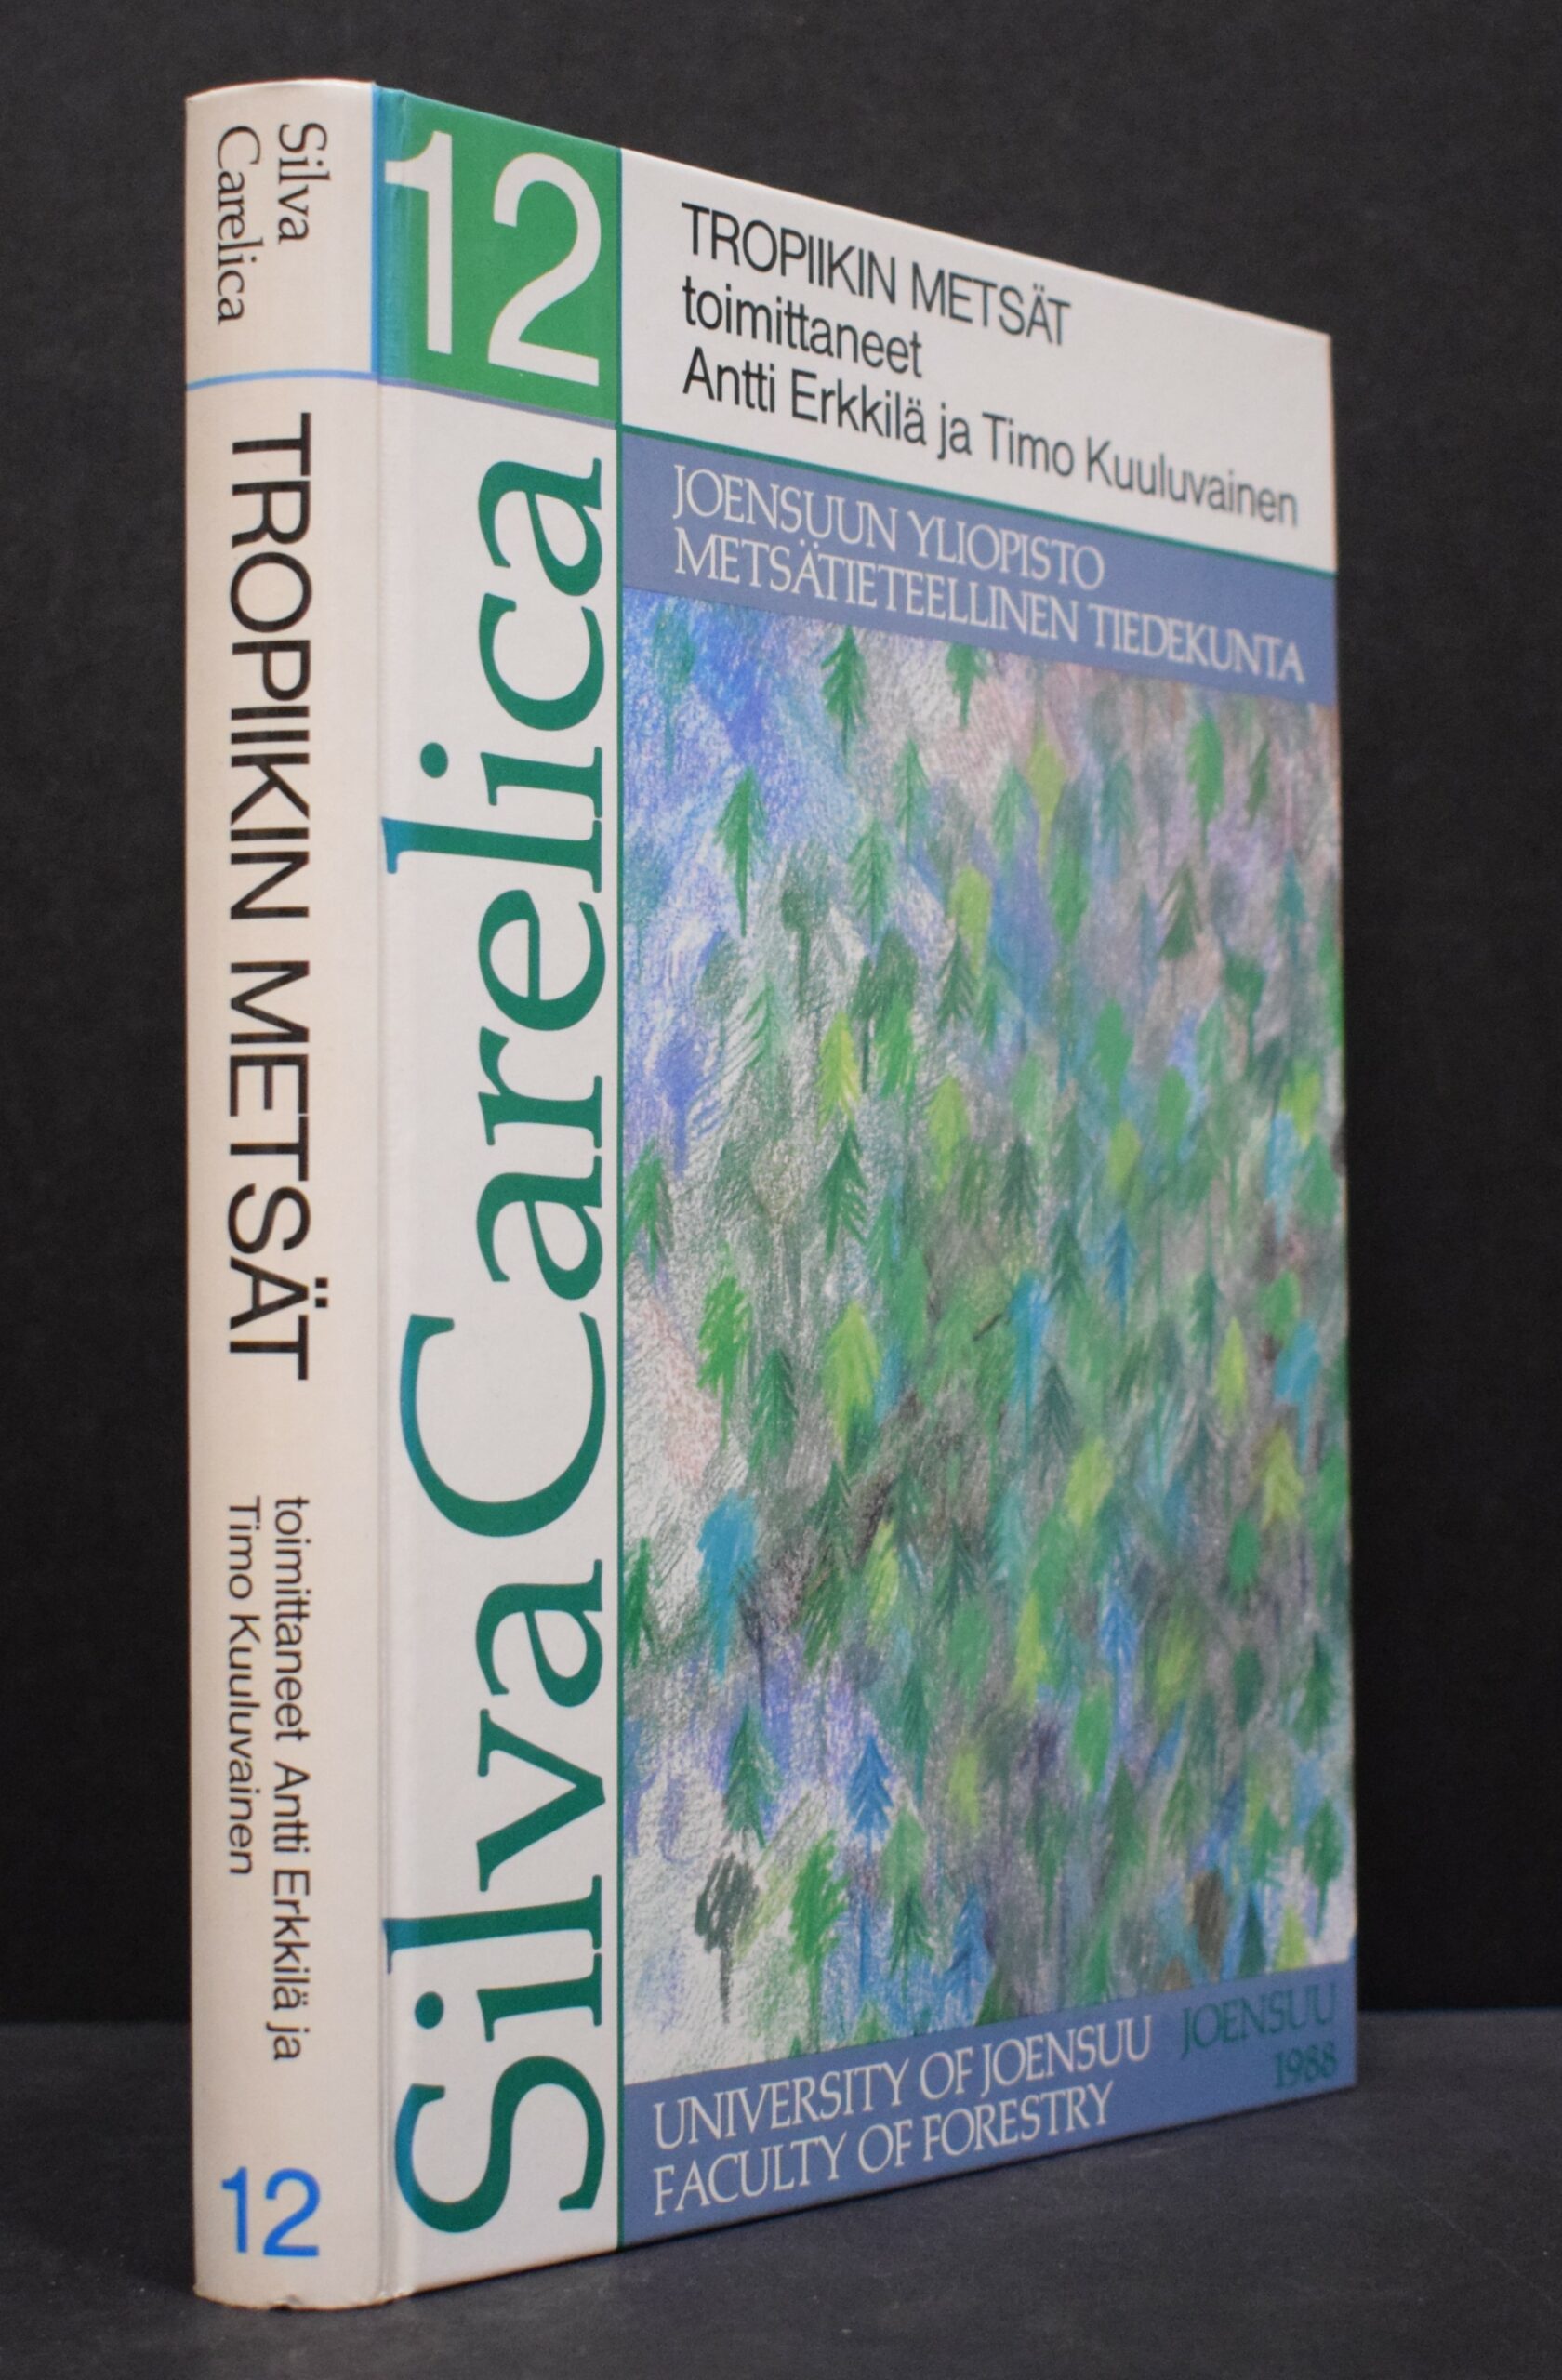 Silva
Carelica
TROPIIKIN METSÄT
toimittaneet Antti Erkkilä ja
Timo Kuuluvainen
12
12
Silva Carelica
TROPIIKIN METSÄT
toimittaneet
Antti Erkkilä ja Timo Kuuluvainen
JOENSUUN YLIOPISTO
METSÄTIETEELLINEN TIEDEKUNTA
UNIVERSITY OF JOENSUU JOENSUU
FACULTY OF FORESTRY 1988